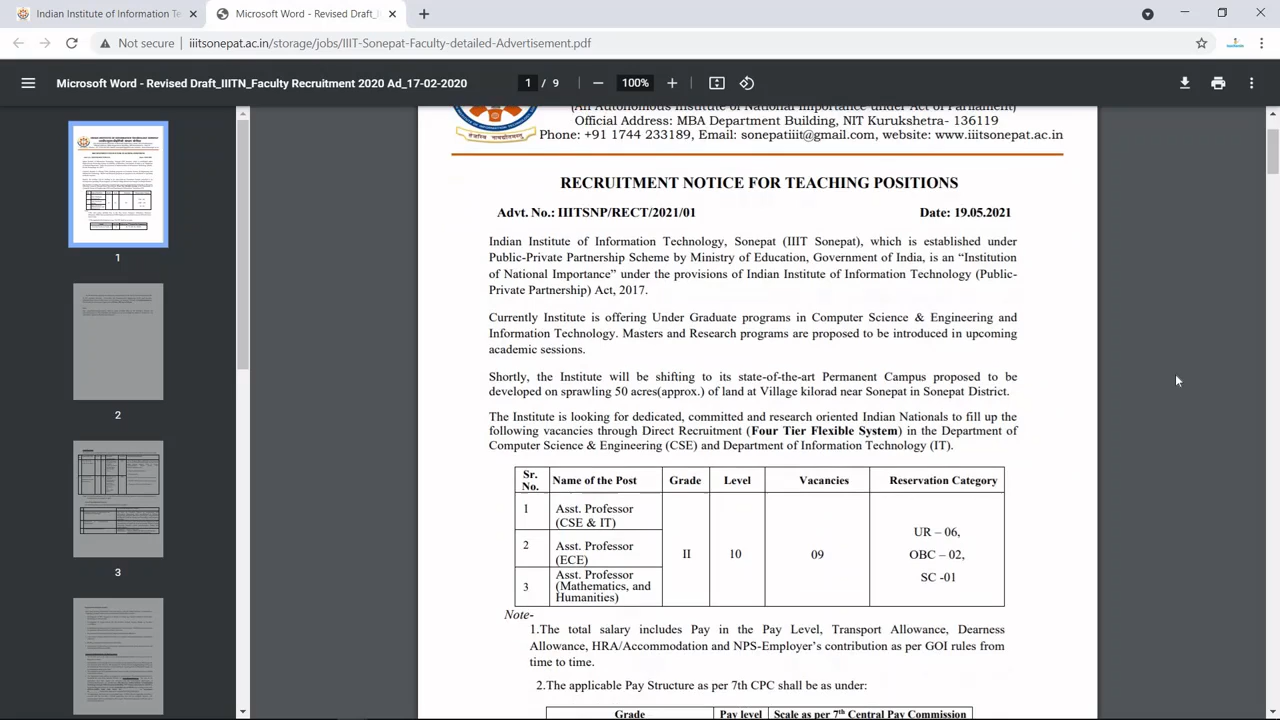 Indian Institute of Information Te
Microsoft Word - Revised Draft_I
Not secure
iiitsonepat.ac.in/storage/jobs/IIIT-Sonepat-Faculty-detailed-Advertisement.pdf
Microsoft Word - Revised Draft_IIITN_Faculty Recruitment 2020 Ad_17-02-2020
1 / 9
100%
(An Autonomous Institute of National Importance under Act of Parliament)
Official Address: MBA Department Building, NIT Kurukshetra- 136119
Phone: +91 1744 233189, Email: sonepatiiit@gmail.com, website: www.iiitsonepat.ac.in
RECRUITMENT NOTICE FOR TEACHING POSITIONS
Advt. No.: IIITSNP/RECT/2021/01 Date: 19.05.2021
Indian Institute of Information Technology, Sonepat (IIIT Sonepat), which is established under
Public-Private Partnership Scheme by Ministry of Education, Government of India, is an “Institution
of National Importance” under the provisions of Indian Institute of Information Technology (Public-
Private Partnership) Act, 2017.
Currently Institute is offering Under Graduate programs in Computer Science & Engineering and
Information Technology. Masters and Research programs are proposed to be introduced in upcoming
academic sessions.
Shortly, the Institute will be shifting to its state-of-the-art Permanent Campus proposed to be
developed on sprawling 50 acres(approx.) of land at Village kilorad near Sonepat in Sonepat District.
The Institute is looking for dedicated, committed and research oriented Indian Nationals to fill up the
following vacancies through Direct Recruitment (Four Tier Flexible System) in the Department of
Computer Science & Engineering (CSE) and Department of Information Technology (IT).
Sr. No. Name of the Post Grade Level Vacancies Reservation Category
1 Asst. Professor
(CSE & IT)
2 Asst. Professor
(ECE)
3 Asst. Professor
(Mathematics, and
Humanities)
II 10 09
UR – 06,
OBC – 02,
SC -01
Note-
The total salary includes Pay in the Pay Level, Transport Allowance, Dearness
Allowance, HRA/Accommodation and NPS-Employer's contribution as per GOI rules from
time to time.
The applicable Pay Structure as per 7th CPC shall be as under:
Grade Pay level Scale as per 7th Central Pay Commission
1
2
3